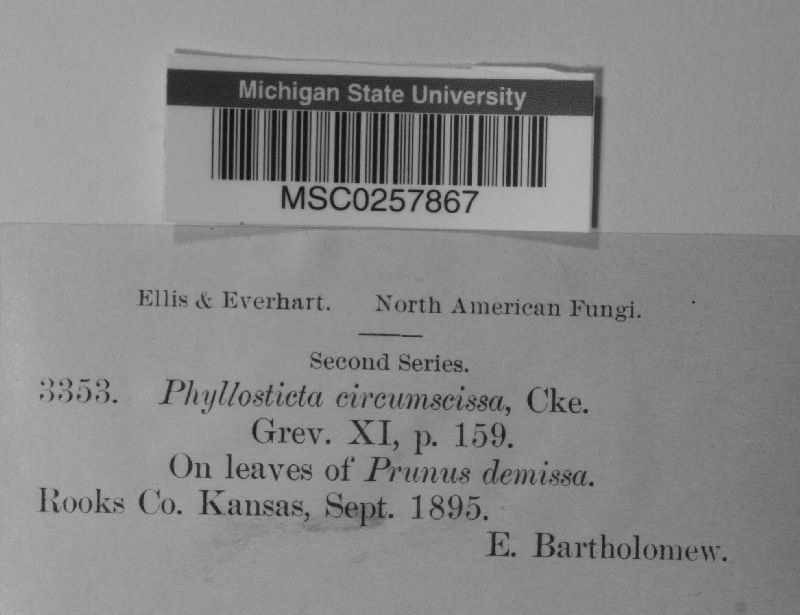 Michigan State University
MSC0257867
Ellis & Everhart. North American Fungi.
Second Series.
3353. Phyllosticta circumscissa, Cke.
Grev. XI, p. 159.
On leaves of Prunus demissa.
Rooks Co. Kansas, Sept. 1895.
E. Bartholomew.